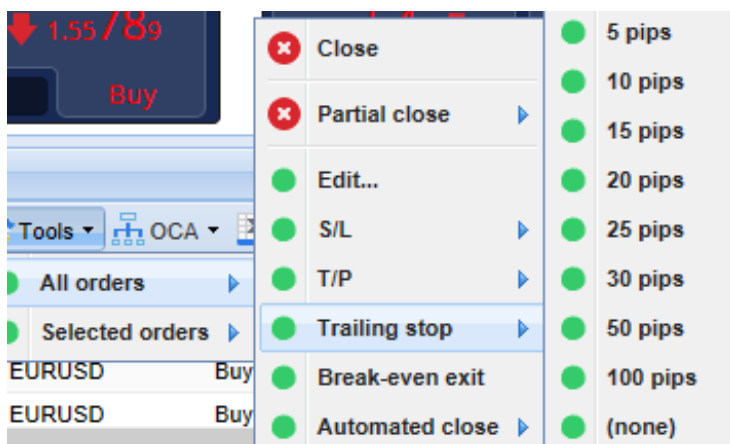 1.55789
Buy
Tools
OCA
All orders
Selected orders
EURUSD Buy
EURUSD Buy
Close
Partial close
Edit...
S/L
T/P
Trailing stop
Break-even exit
Automated close
5 pips
10 pips
15 pips
20 pips
25 pips
30 pips
50 pips
100 pips
(none)